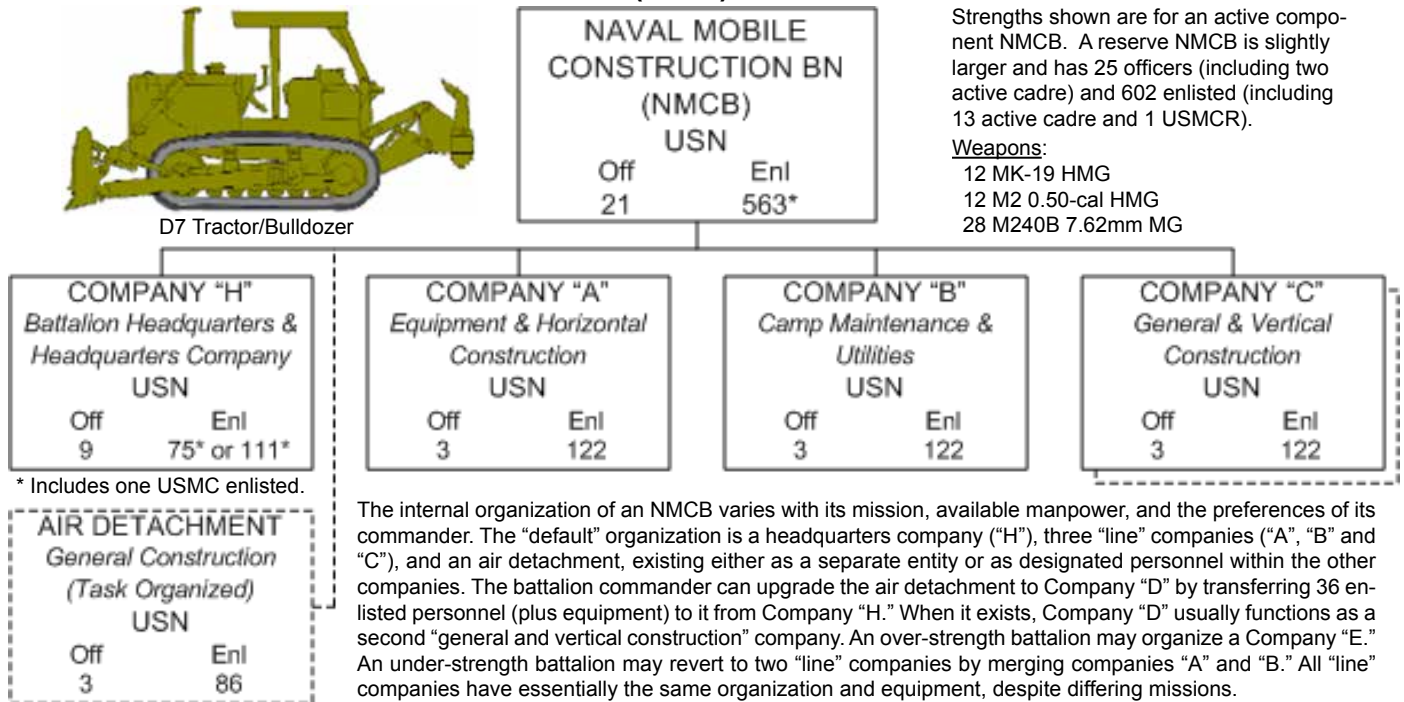 NAVAL MOBILE
CONSTRUCTION BN
(NMCB)
USN
Off Enl
21 563*
D7 Tractor/Bulldozer
Strengths shown are for an active compo-
nent NMCB. A reserve NMCB is slightly
larger and has 25 officers (including two
active cadre) and 602 enlisted (including
13 active cadre and 1 USMCR).
Weapons:
12 MK-19 HMG
12 M2 0.50-cal HMG
28 M240B 7.62mm MG
COMPANY “H”
Battalion Headquarters &
Headquarters Company
USN
Off Enl
9 75* or 111*
* Includes one USMC enlisted.
COMPANY “A”
Equipment & Horizontal
Construction
USN
Off Enl
3 122
COMPANY “B”
Camp Maintenance &
Utilities
USN
Off Enl
3 122
COMPANY “C”
General & Vertical
Construction
USN
Off Enl
3 122
AIR DETACHMENT
General Construction
(Task Organized)
USN
Off Enl
3 86
The internal organization of an NMCB varies with its mission, available manpower, and the preferences of its
commander. The “default” organization is a headquarters company (“H”), three “line” companies (“A”, “B” and
“C”), and an air detachment, existing either as a separate entity or as designated personnel within the other
companies. The battalion commander can upgrade the air detachment to Company “D” by transferring 36 en-
listed personnel (plus equipment) to it from Company “H.” When it exists, Company “D” usually functions as a
second “general and vertical construction” company. An over-strength battalion may organize a Company “E.”
An under-strength battalion may revert to two “line” companies by merging companies “A” and “B.” All “line”
companies have essentially the same organization and equipment, despite differing missions.